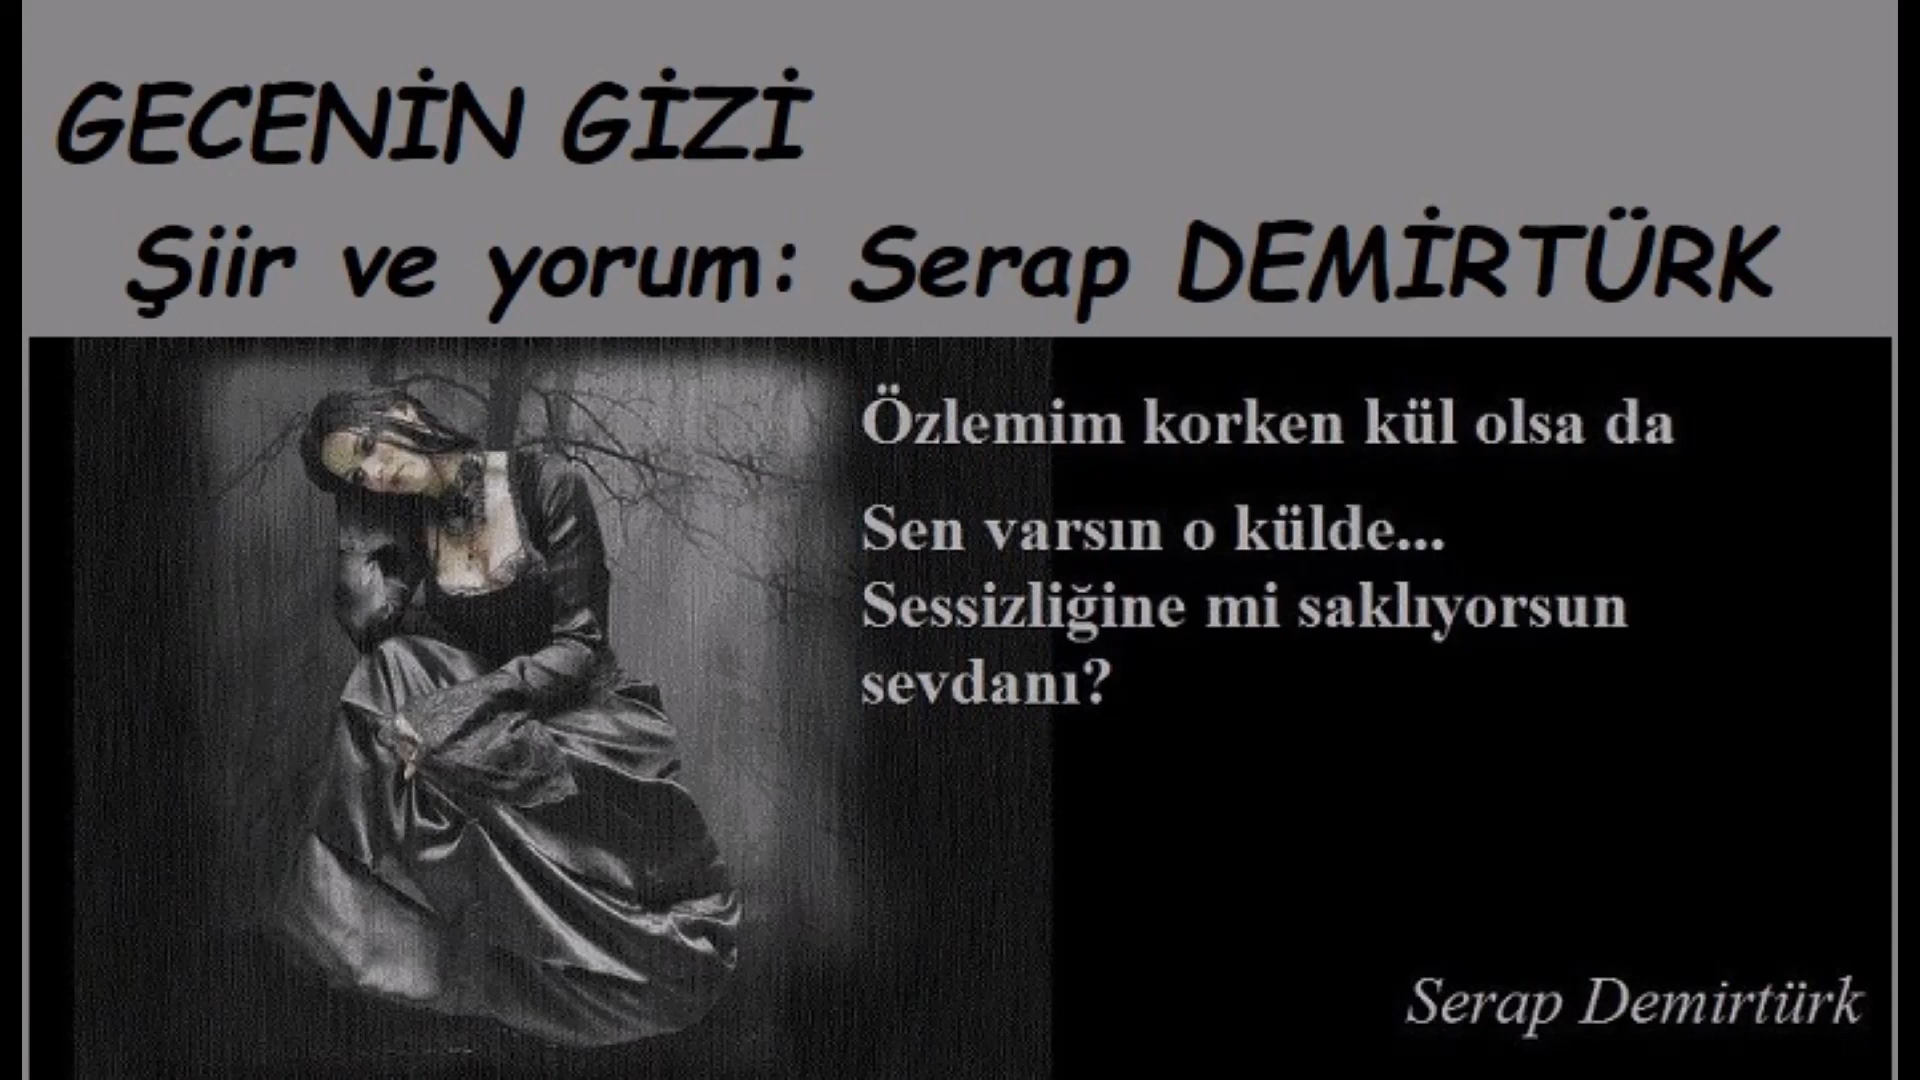 GECENİN GİZİ
Şiir ve yorum: Serap DEMİRTÜRK
Özlemim korken kül olsa da
Sen varsın o külde...
Sessizliğine mi saklıyorsun
sevdanı?
Serap Demirtürk